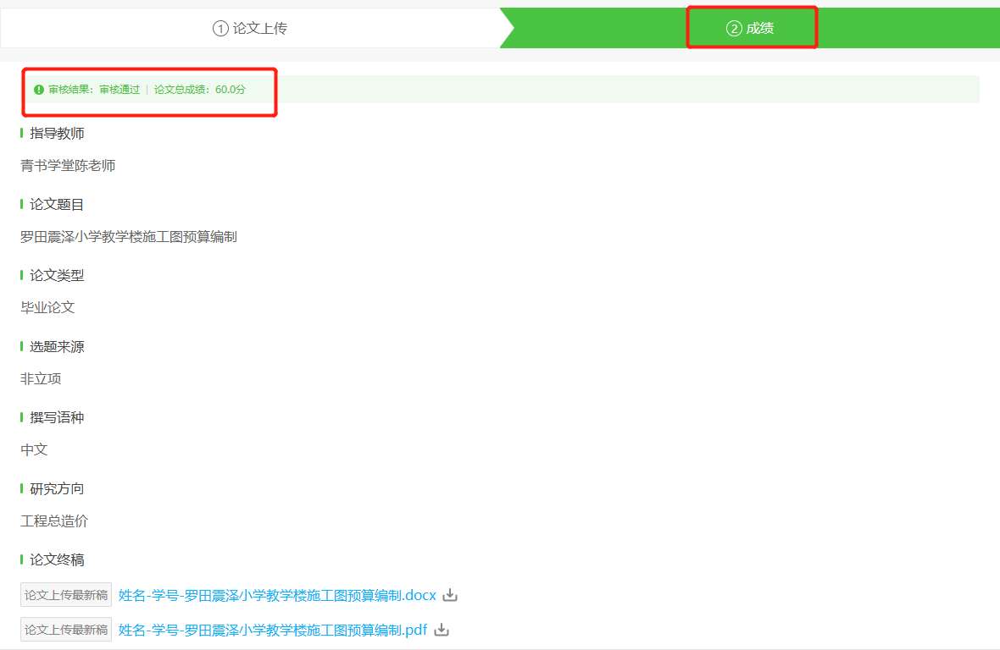 ① 论文上传
② 成绩
审核结果：审核通过 | 论文总成绩：60.0分
指导教师
青书学堂陈老师
论文题目
罗田震泽小学教学楼施工图预算编制
论文类型
毕业论文
选题来源
非立项
撰写语种
中文
研究方向
工程总造价
论文终稿
论文上传最新稿 姓名-学号-罗田震泽小学教学楼施工图预算编制.docx
论文上传最新稿 姓名-学号-罗田震泽小学教学楼施工图预算编制.pdf